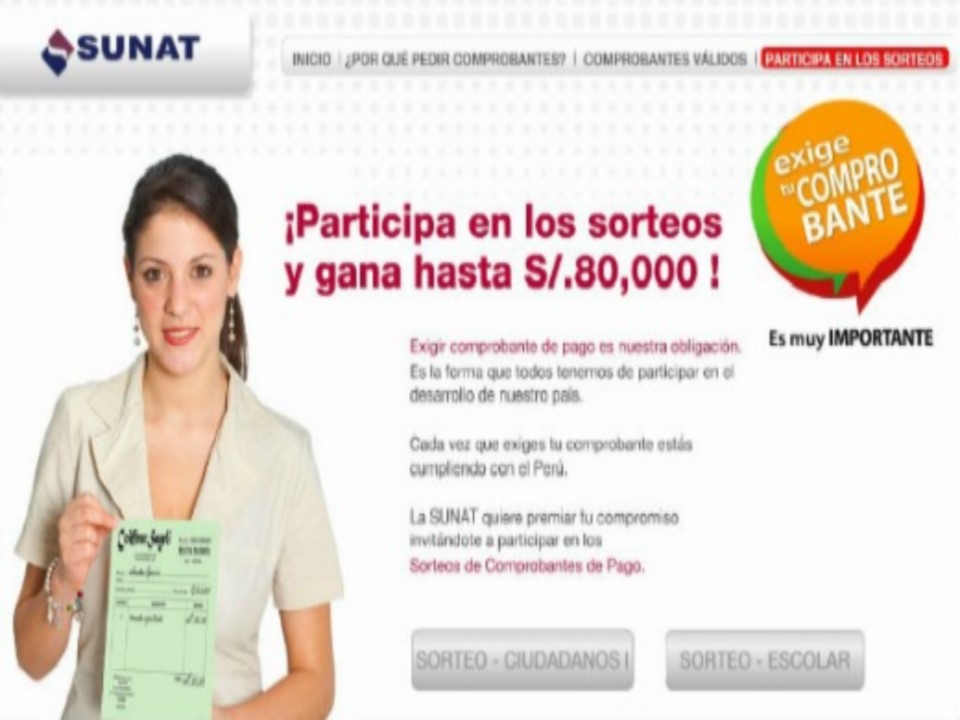 SUNAT
INICIO | ¿POR QUÉ PEDIR COMPROBANTES? | COMPROBANTES VÁLIDOS | PARTICIPA EN LOS SORTEOS
exige
tu COMPRO
BANTE
Es muy IMPORTANTE
¡Participa en los sorteos
y gana hasta S/.80,000 !
Exigir comprobante de pago es nuestra obligación.
Es la forma que todos tenemos de participar en el
desarrollo de nuestro país.
Cada vez que exiges tu comprobante estás
cumpliendo con el Perú.
La SUNAT quiere premiar tu compromiso
invitándote a participar en los
Sorteos de Comprobantes de Pago.
SORTEO - CIUDADANOS I
SORTEO - ESCOLAR